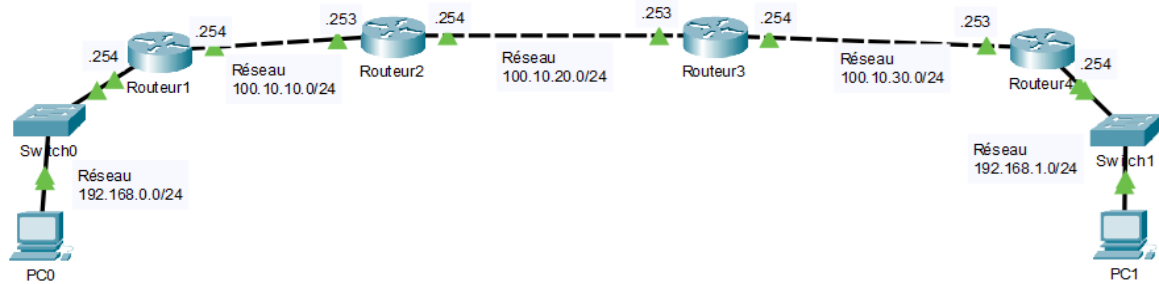 .254
.254
.253
.254
.253
.254
.253
.254
Routeur1
Réseau
100.10.10.0/24
Routeur2
Réseau
100.10.20.0/24
Routeur3
Réseau
100.10.30.0/24
Routeur4
Switch0
Réseau
192.168.0.0/24
Réseau
192.168.1.0/24
Switch1
PC0
PC1